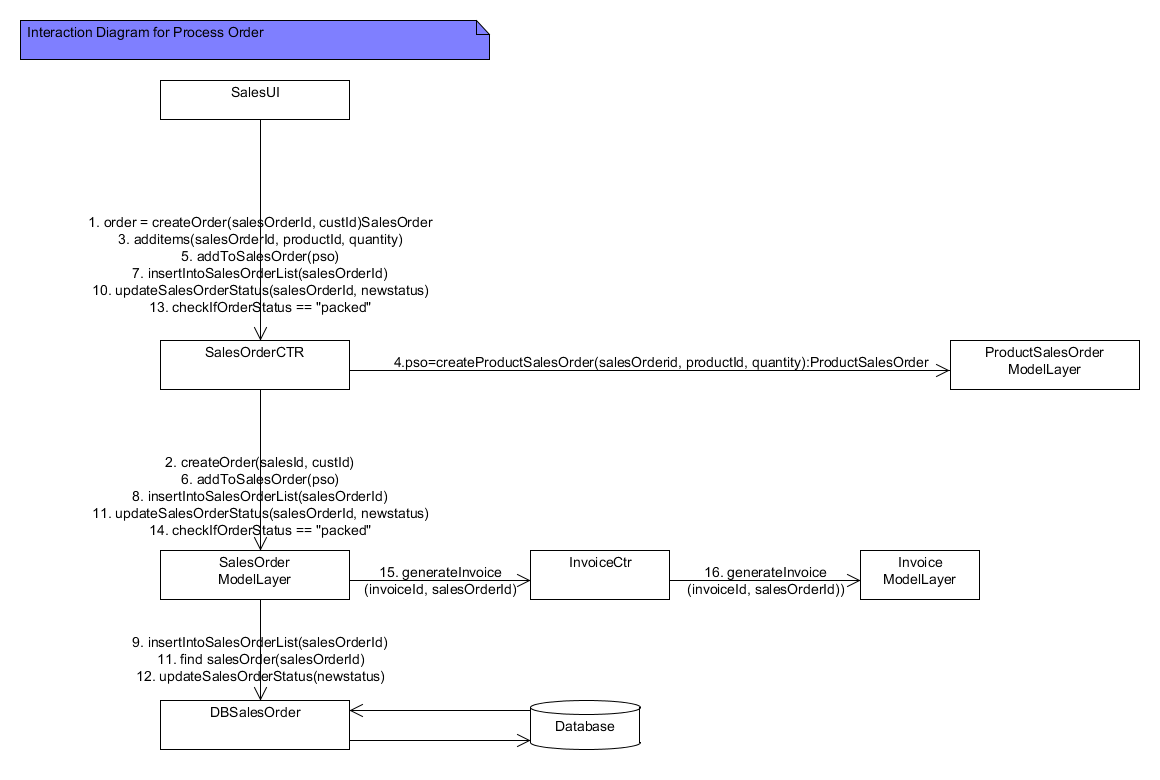 Interaction Diagram for Process Order
SalesUI
1. order = createOrder(salesOrderId, custId)SalesOrder
3. additems(salesOrderId, productId, quantity)
5. addToSalesOrder(pso)
7. insertIntoSalesOrderList(salesOrderId)
10. updateSalesOrderStatus(salesOrderId, newstatus)
13. checkIfOrderStatus == "packed"
SalesOrderCTR
4.pso=createProductSalesOrder(salesOrderid, productId, quantity):ProductSalesOrder
ProductSalesOrder
ModelLayer
2. createOrder(salesId, custId)
6. addToSalesOrder(pso)
8. insertIntoSalesOrderList(salesOrderId)
11. updateSalesOrderStatus(salesOrderId, newstatus)
14. checkIfOrderStatus == "packed"
SalesOrder
ModelLayer
15. generateInvoice
(invoiceId, salesOrderId)
InvoiceCtr
16. generateInvoice
(invoiceId, salesOrderId))
Invoice
ModelLayer
9. insertIntoSalesOrderList(salesOrderId)
11. find salesOrder(salesOrderId)
12. updateSalesOrderStatus(newstatus)
DBSalesOrder
Database